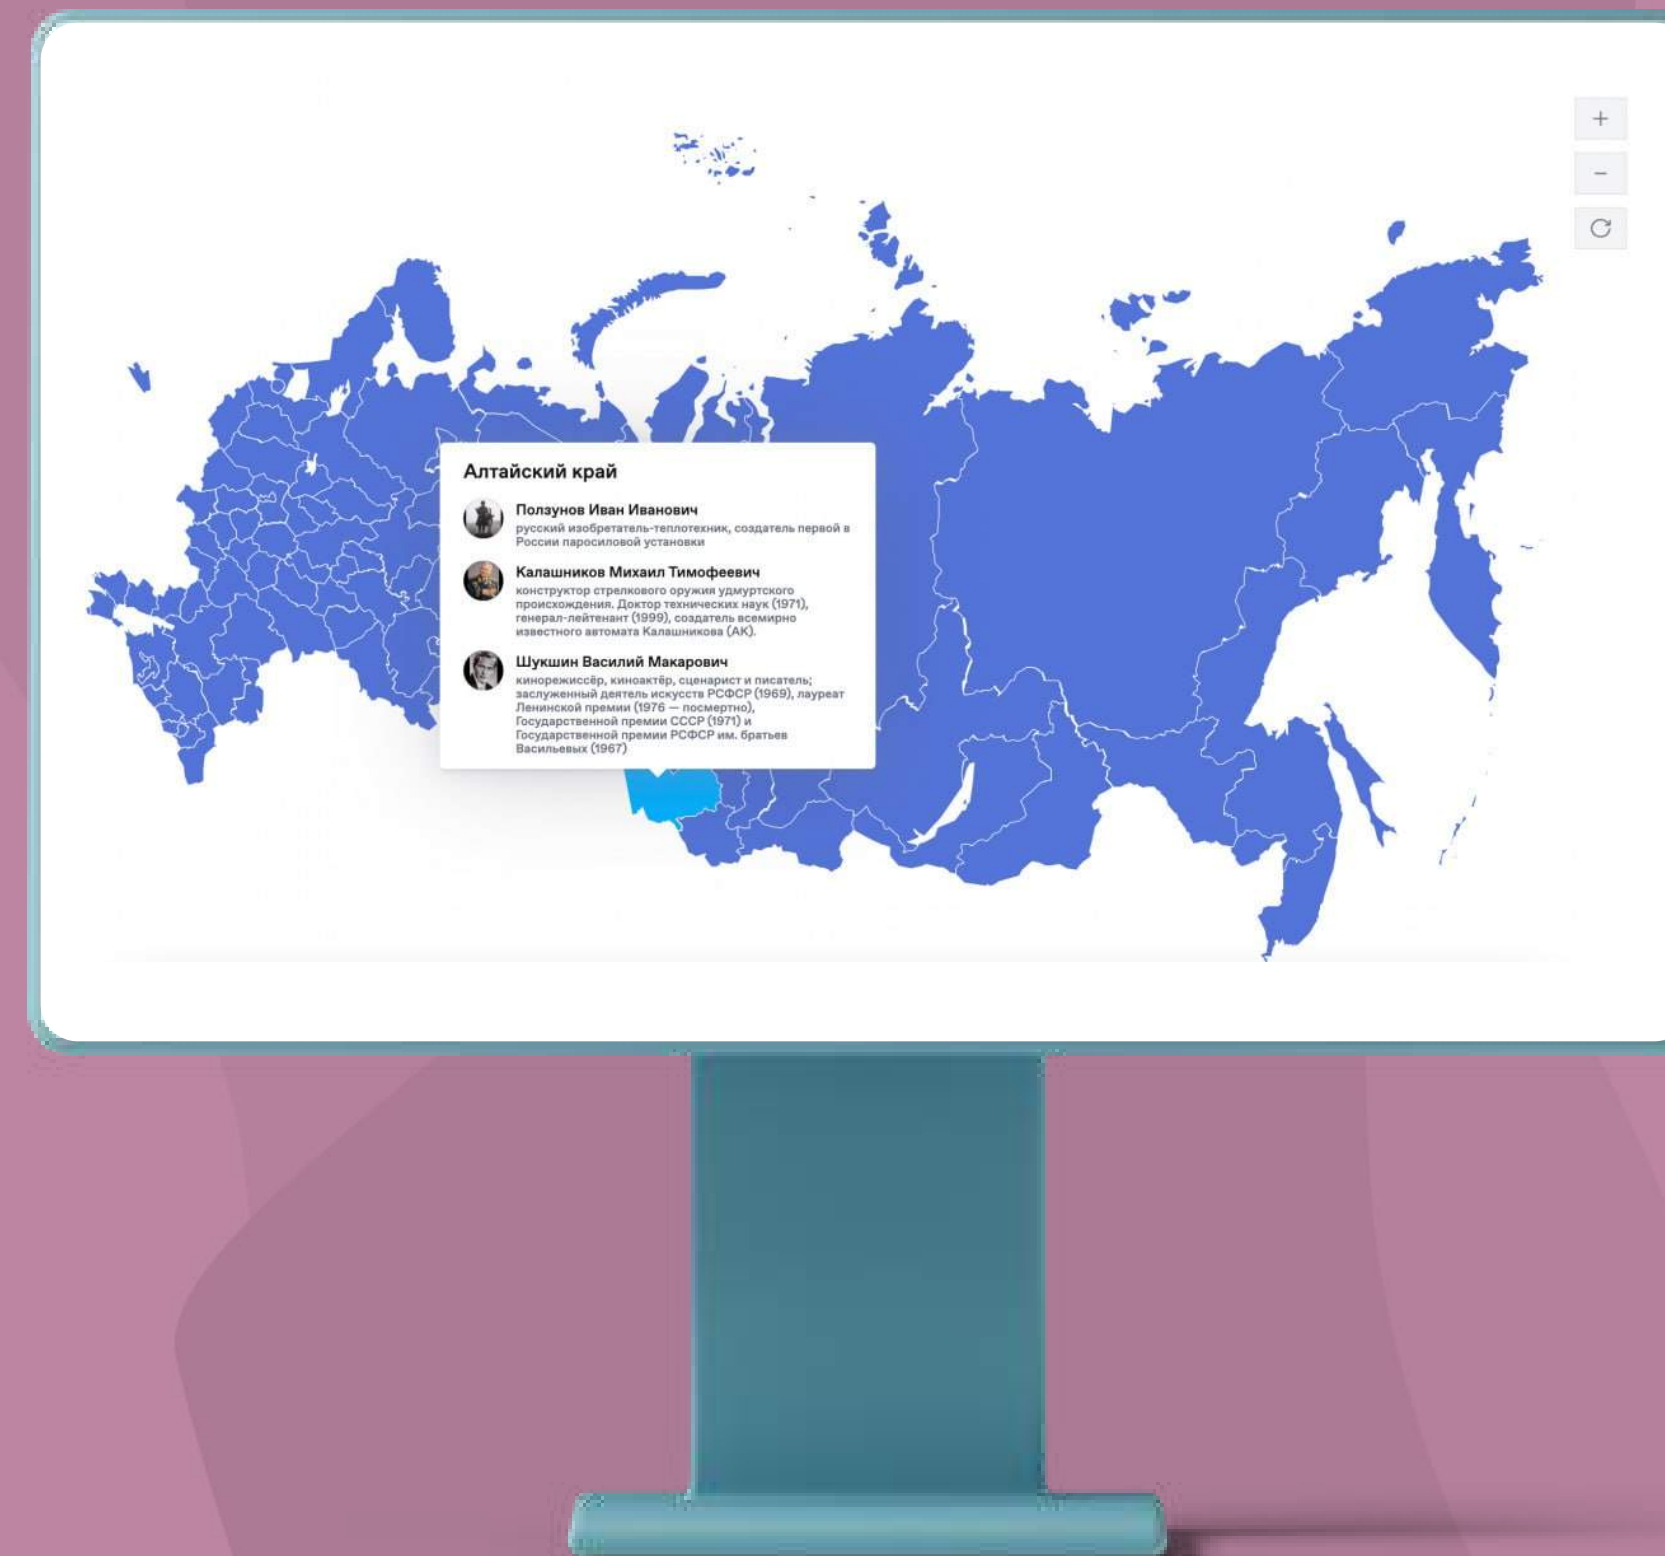 +
−
Алтайский край
Ползунов Иван Иванович
русский изобретатель-теплотехник, создатель первой в
России паросиловой установки
Калашников Михаил Тимофеевич
конструктор стрелкового оружия удмуртского
происхождения. Доктор технических наук (1971),
генерал-лейтенант (1999), создатель всемирно
известного автомата Калашникова (АК).
Шукшин Василий Макарович
кинорежиссёр, киноактёр, сценарист и писатель;
заслуженный деятель искусств РСФСР (1969), лауреат
Ленинской премии (1976 — посмертно),
Государственной премии СССР (1971) и
Государственной премии РСФСР им. братьев
Васильевых (1967)